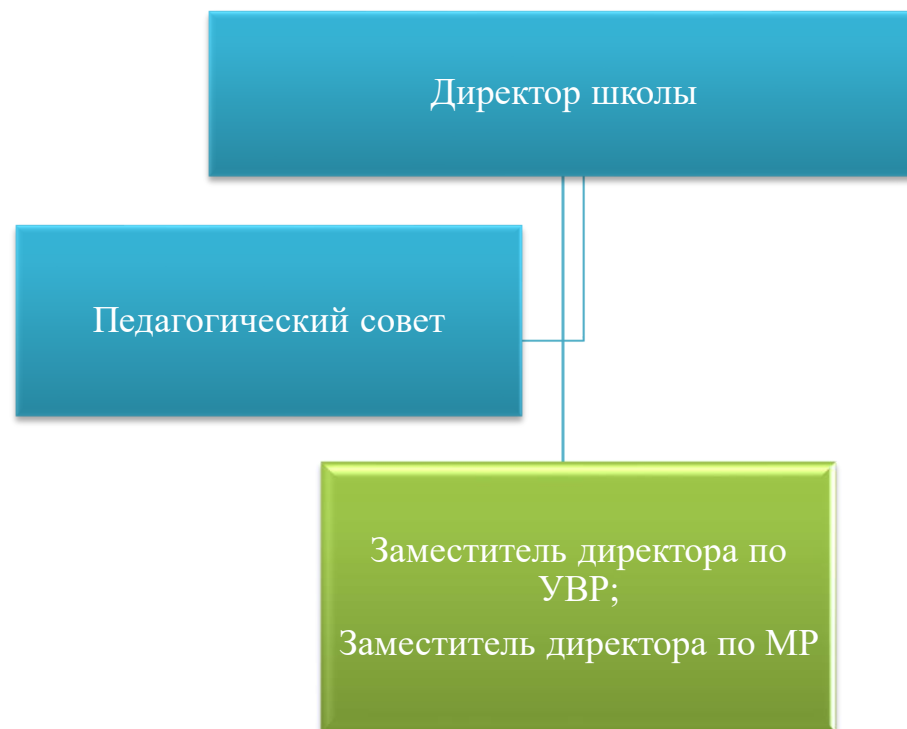 Директор школы
Педагогический совет
Заместитель директора по
УВР;
Заместитель директора по МР